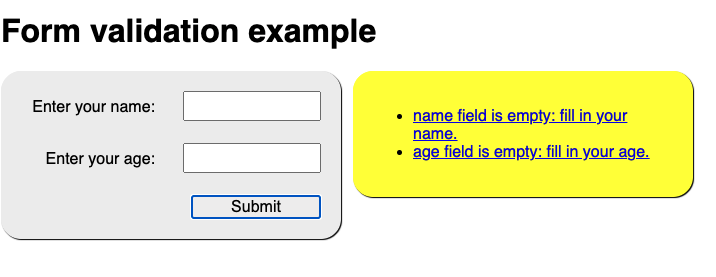 Form validation example
Enter your name:
Enter your age:
Submit
name field is empty: fill in your
name.
age field is empty: fill in your age.